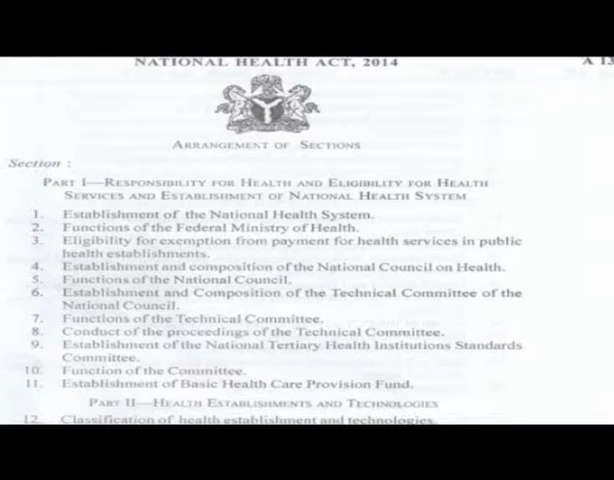 NATIONAL HEALTH ACT, 2014 A 13
ARRANGEMENT OF SECTIONS
Section :
PART I—RESPONSIBILITY FOR HEALTH AND ELIGIBILITY FOR HEALTH
SERVICES AND ESTABLISHMENT OF NATIONAL HEALTH SYSTEM
1. Establishment of the National Health System.
2. Functions of the Federal Ministry of Health.
3. Eligibility for exemption from payment for health services in public
health establishments.
4. Establishment and composition of the National Council on Health.
5. Functions of the National Council.
6. Establishment and Composition of the Technical Committee of the
National Council.
7. Functions of the Technical Committee.
8. Conduct of the proceedings of the Technical Committee.
9. Establishment of the National Tertiary Health Institutions Standards
Committee.
10. Function of the Committee.
11. Establishment of Basic Health Care Provision Fund.
PART II—HEALTH ESTABLISHMENTS AND TECHNOLOGIES
12. Classification of health establishment and technologies.